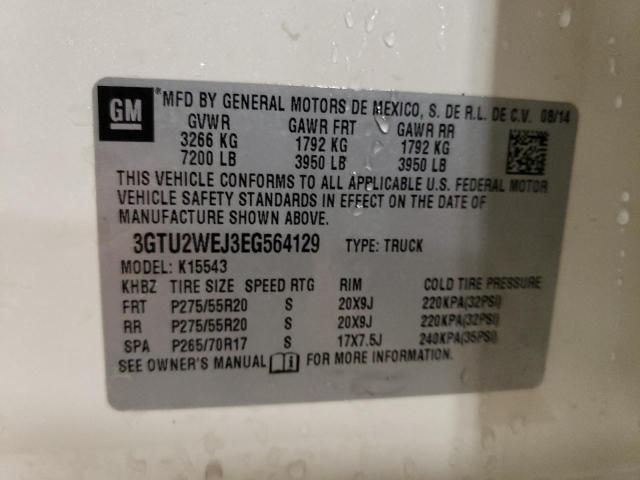 GM
®MFD BY GENERAL MOTORS DE MEXICO, S. DE R.L. DE C.V. 08/14
GVWR GAWR FRT GAWR RR
3266 KG 1792 KG 1792 KG
7200 LB 3950 LB 3950 LB
THIS VEHICLE CONFORMS TO ALL APPLICABLE U.S. FEDERAL MOTOR
VEHICLE SAFETY STANDARDS IN EFFECT ON THE DATE OF
MANUFACTURE SHOWN ABOVE.
3GTU2WEJ3EG564129 TYPE: TRUCK
MODEL: K15543
KHBZ TIRE SIZE SPEED RTG RIM COLD TIRE PRESSURE
FRT P275/55R20 S 20X9J 220KPA(32PSI)
RR P275/55R20 S 20X9J 220KPA(32PSI)
SPA P265/70R17 S 17X7.5J 240KPA(35PSI)
SEE OWNER'S MANUAL FOR MORE INFORMATION.